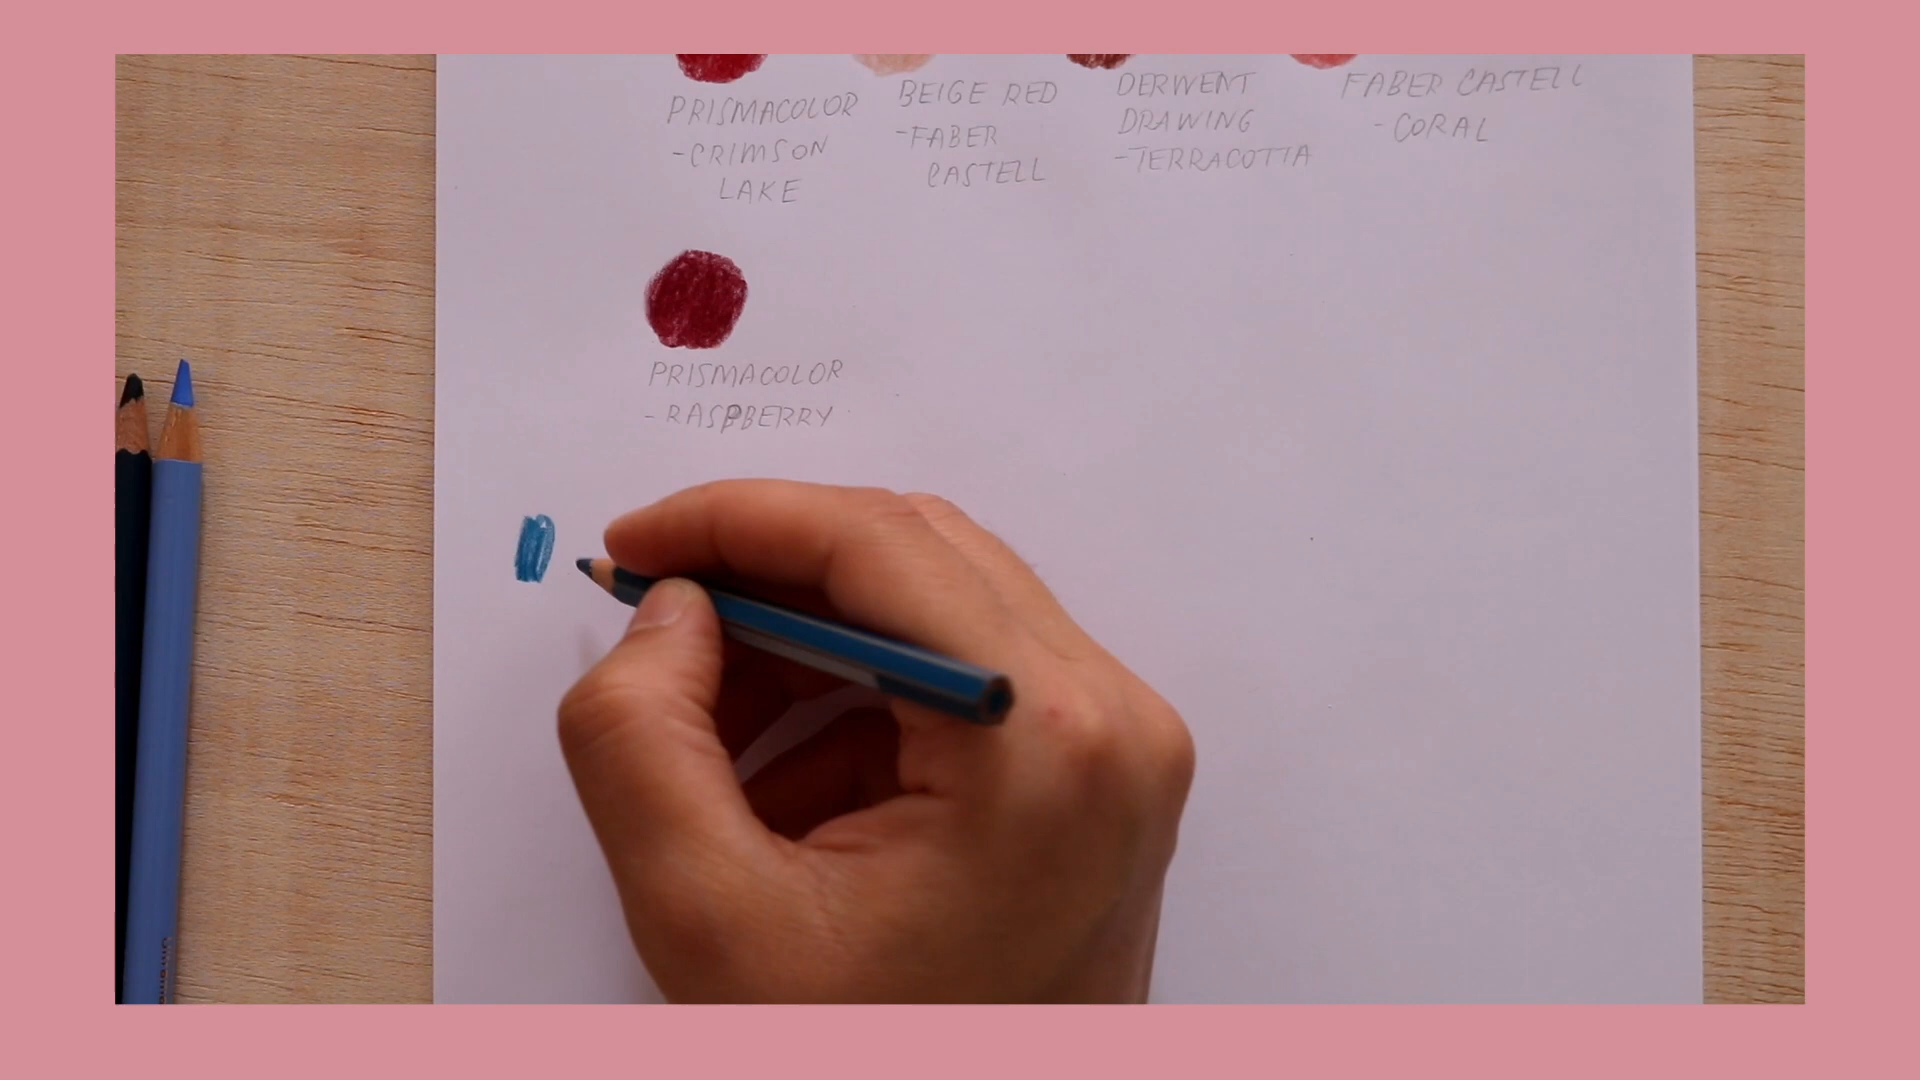 PRISMACOLOR
-CRIMSON
LAKE
BEIGE RED
-FABER
CASTELL
DERWENT
DRAWING
-TERRACOTTA
FABER CASTELL
-CORAL
PRISMACOLOR
- RASPBERRY